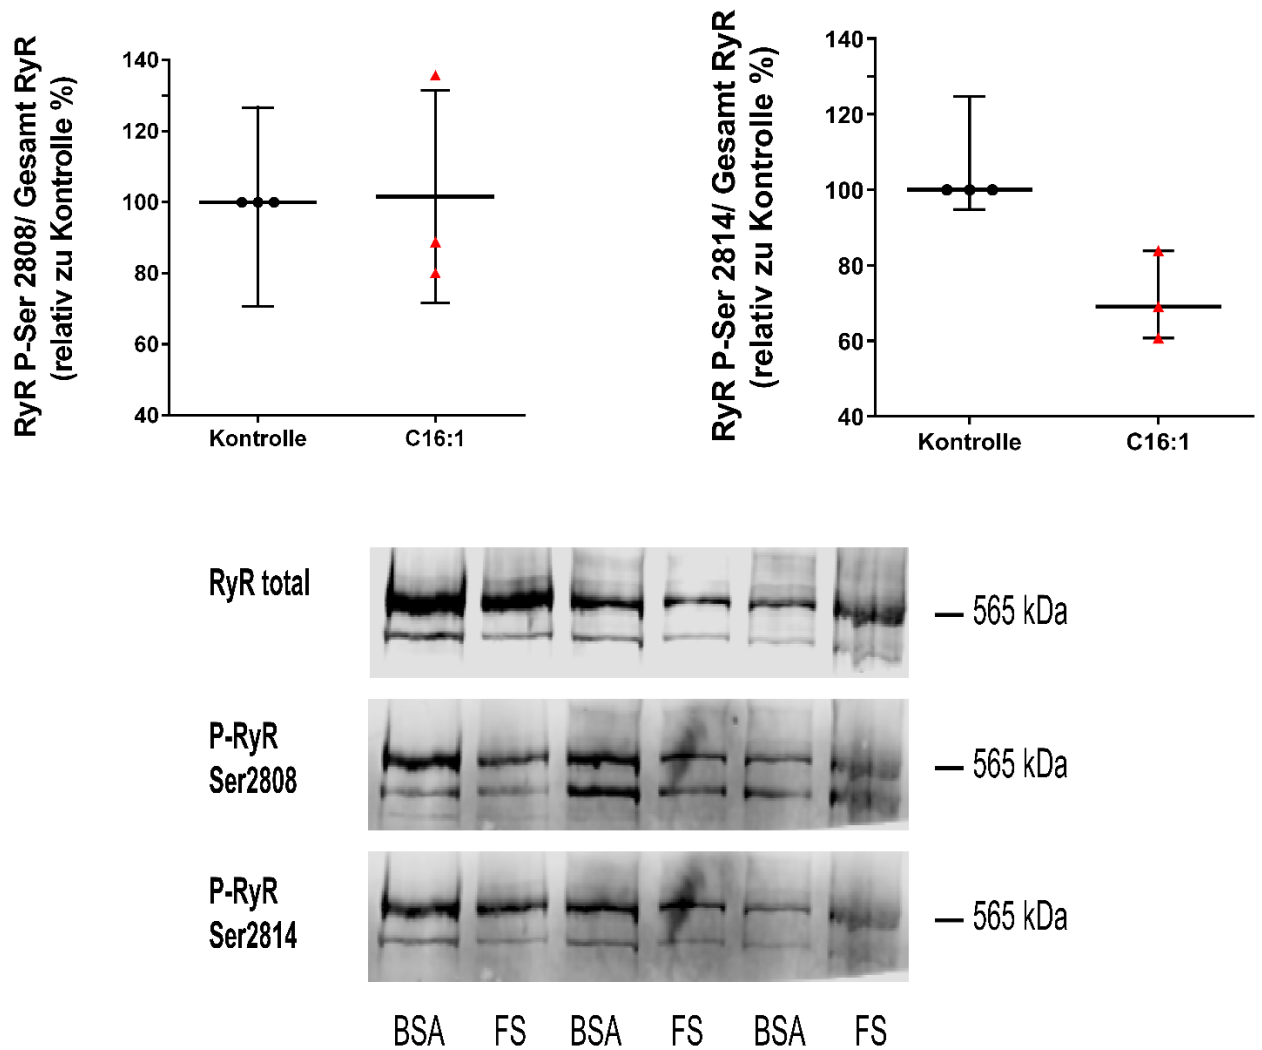 RyR P-Ser 2808/ Gesamt RyR
(relativ zu Kontrolle %)
140
120
100
80
60
40
Kontrolle
C16:1
RyR P-Ser 2814/ Gesamt RyR
(relativ zu Kontrolle %)
140
120
100
80
60
40
Kontrolle
C16:1
RyR total
565 kDa
P-RyR
Ser2808
565 kDa
P-RyR
Ser2814
565 kDa
BSA FS BSA FS BSA FS